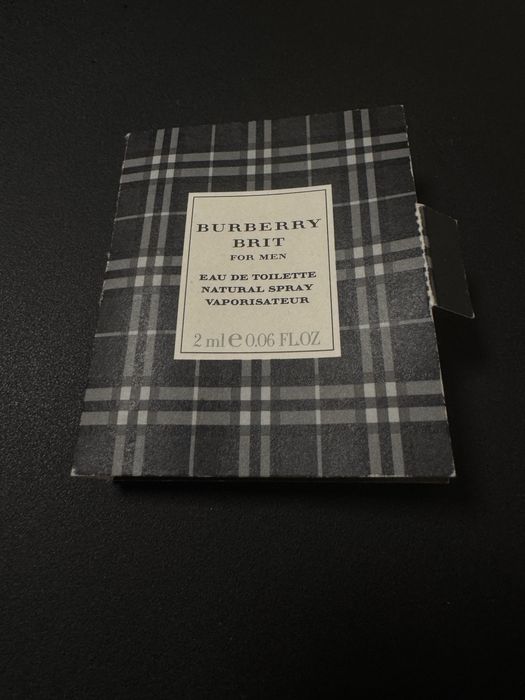 BURBERRY
BRIT
FOR MEN
EAU DE TOILETTE
NATURAL SPRAY
VAPORISATEUR
2 ml ℮ 0.06 FL.OZ